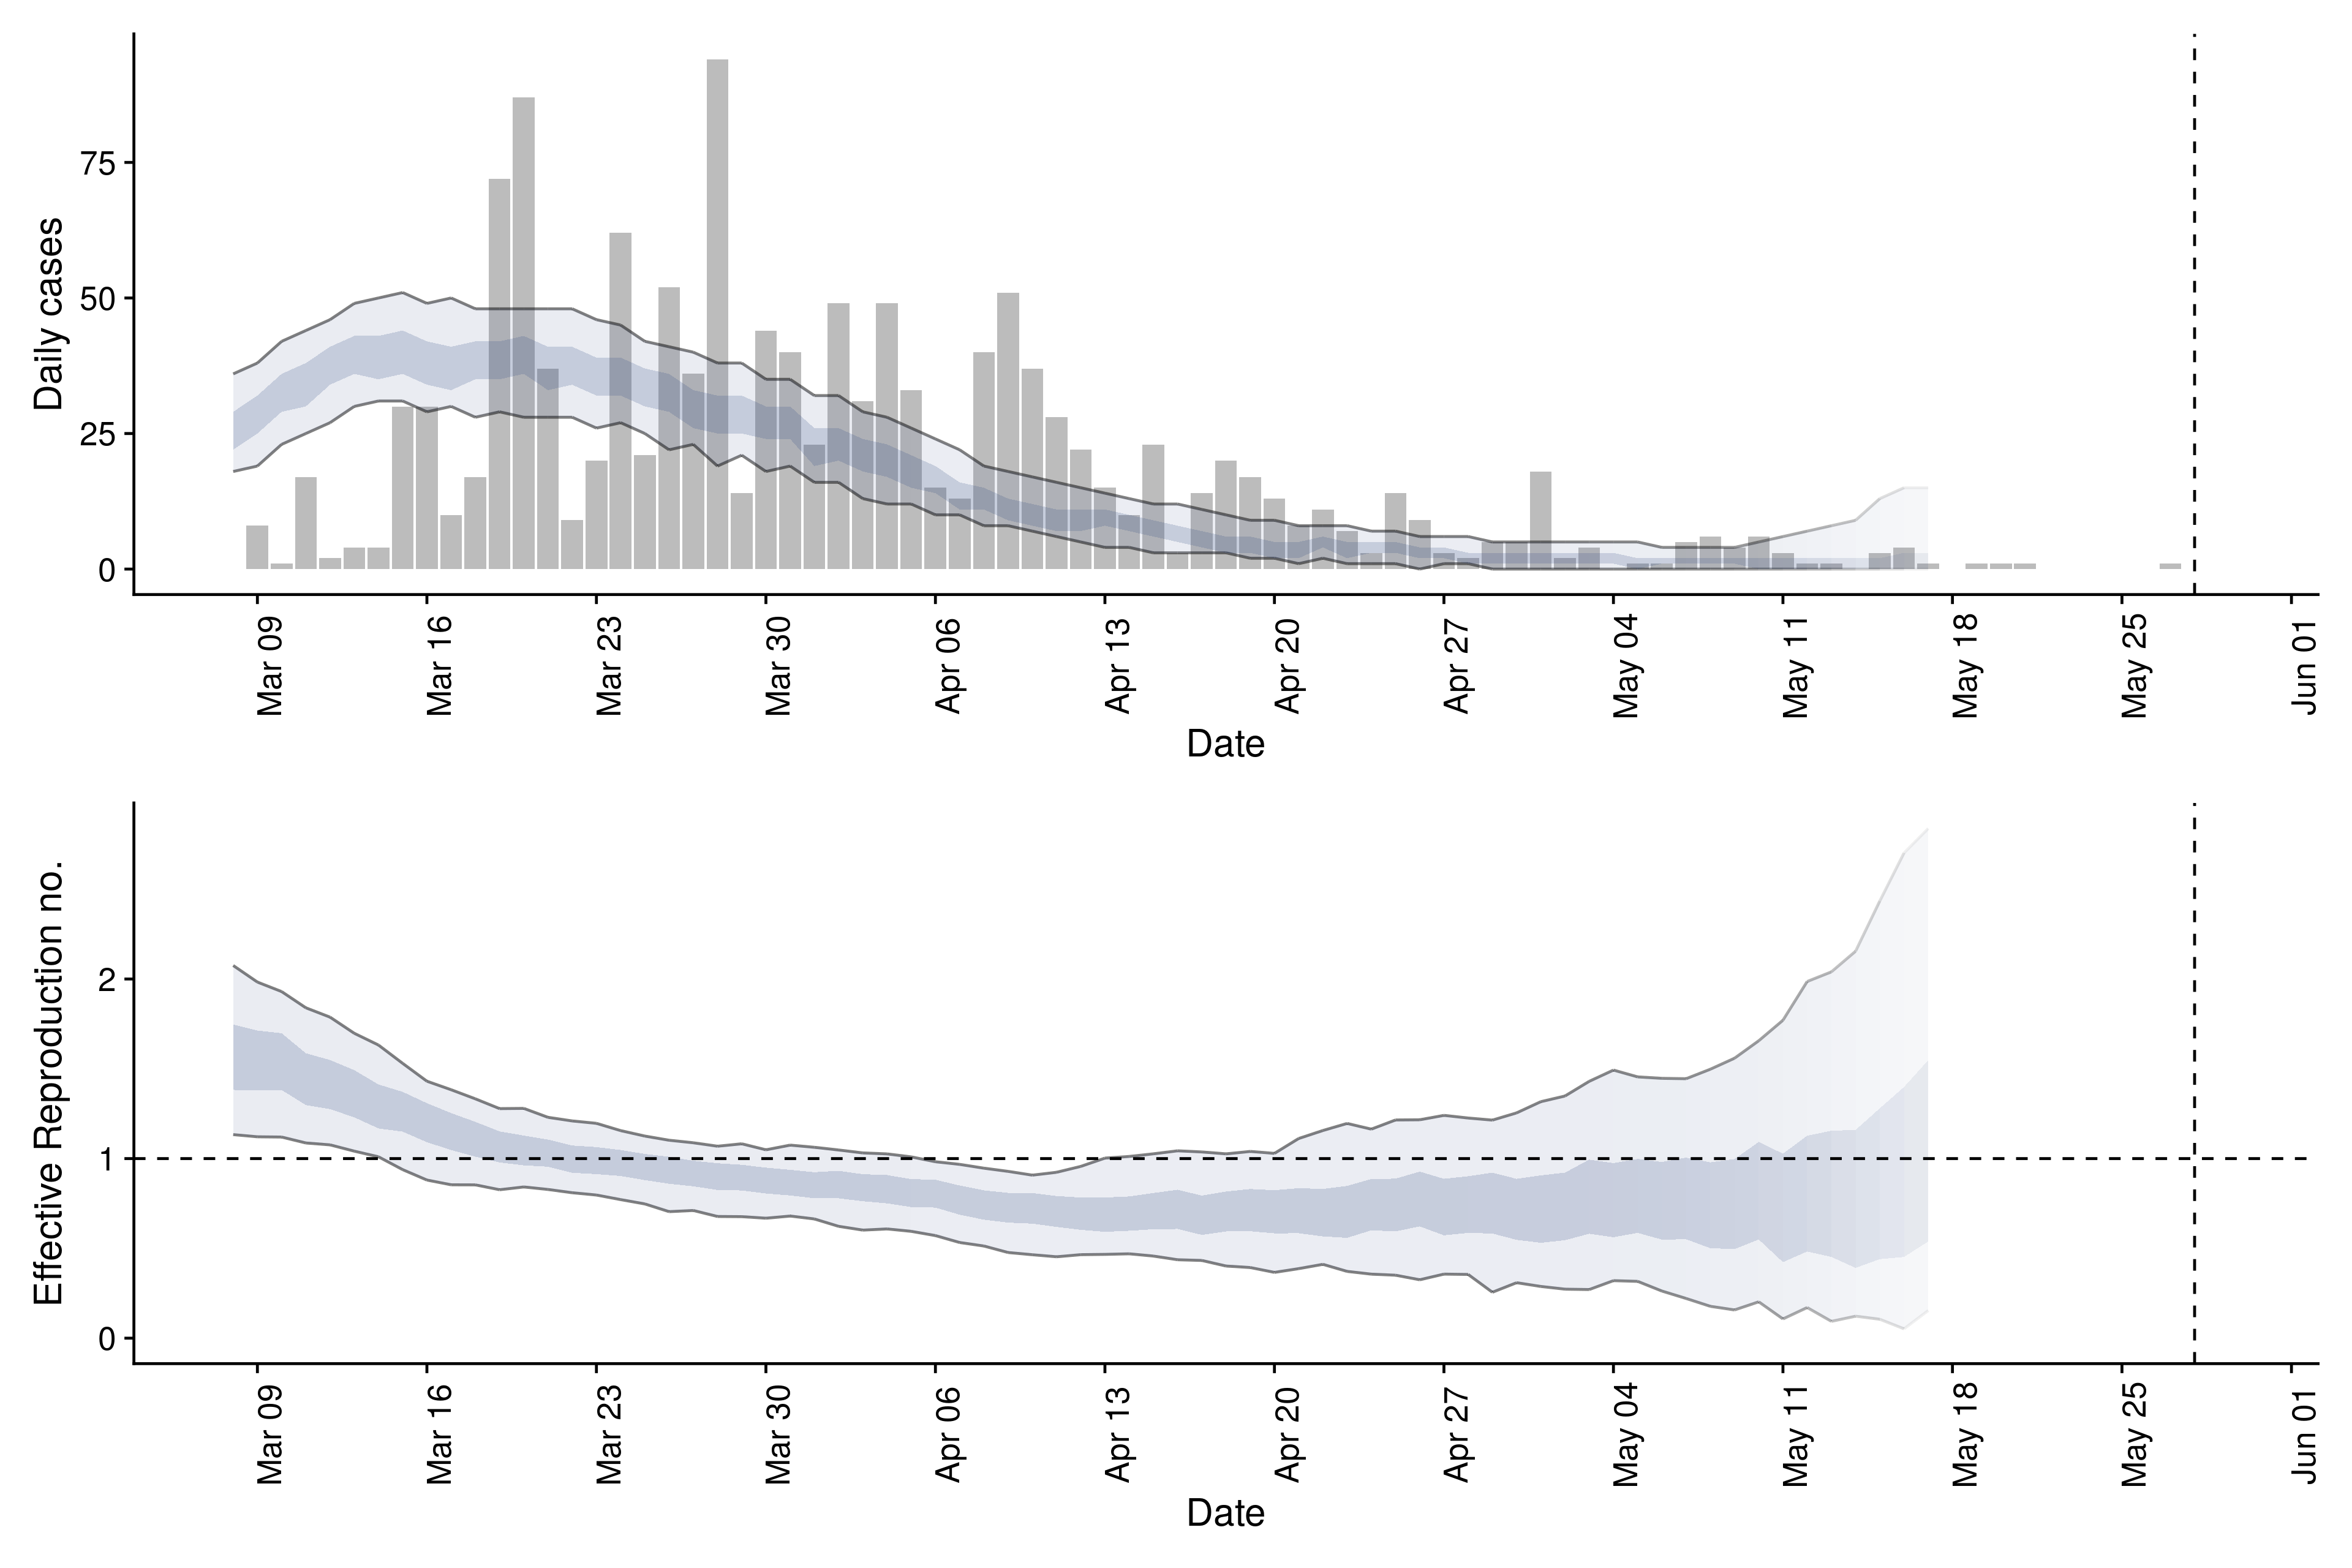 Daily cases
75
50
25
0
Mar 09
Mar 16
Mar 23
Mar 30
Apr 06
Apr 13
Apr 20
Apr 27
May 04
May 11
May 18
May 25
Jun 01
Date
Effective Reproduction no.
2
1
0
Mar 09
Mar 16
Mar 23
Mar 30
Apr 06
Apr 13
Apr 20
Apr 27
May 04
May 11
May 18
May 25
Jun 01
Date